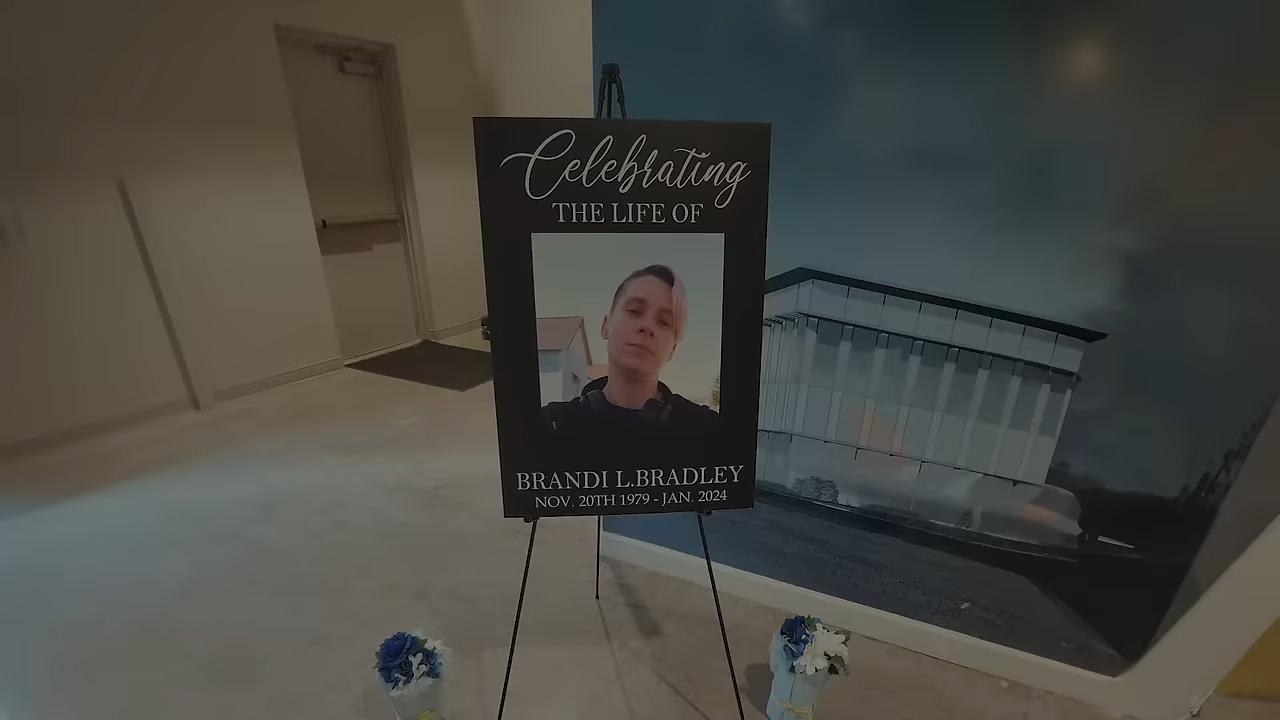 Celebrating
THE LIFE OF
BRANDI L.BRADLEY
NOV. 20TH 1979 - JAN. 2024